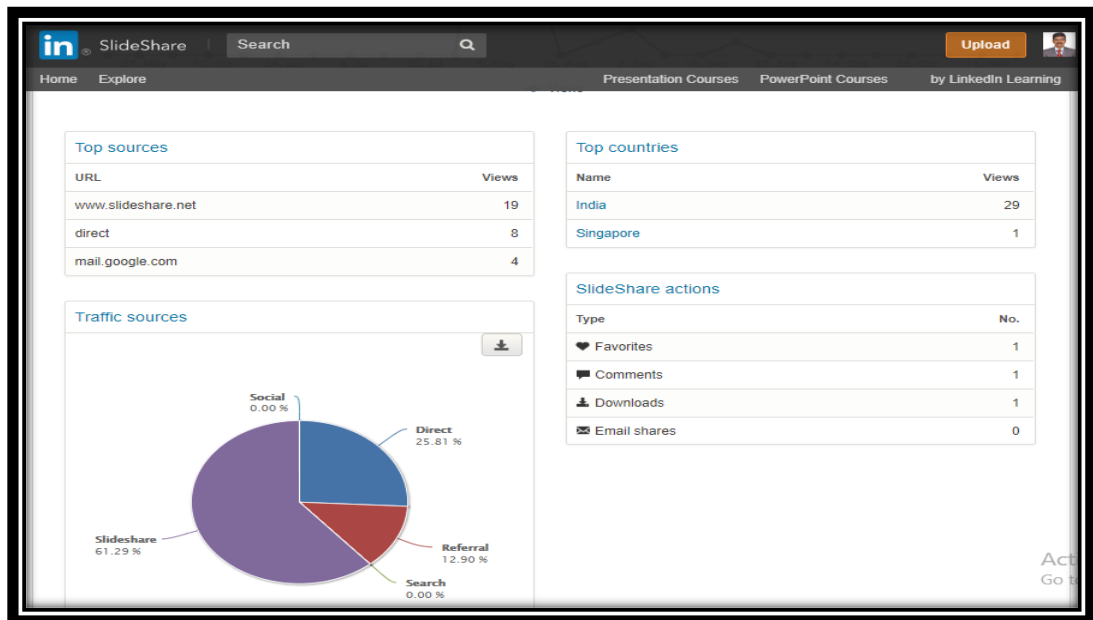 in ® SlideShare Search Upload
Home Explore Presentation Courses PowerPoint Courses by LinkedIn Learning
Top sources
URL Views
www.slideshare.net 19
direct 8
mail.google.com 4
Traffic sources
Social
0.00 %
Direct
25.81 %
Slideshare
61.29 %
Referral
12.90 %
Search
0.00 %
Top countries
Name Views
India 29
Singapore 1
SlideShare actions
Type No.
Favorites 1
Comments 1
Downloads 1
Email shares 0
Act
Go to